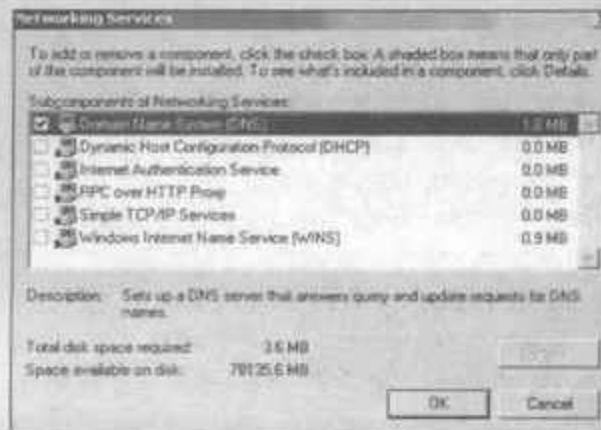 Networking Services
To add or remove a component, click the check box. A shaded box means that only part
of the component will be installed. To see what's included in a component, click Details.
Subcomponents of Networking Services:
Domain Name System (DNS) 1.6 MB
Dynamic Host Configuration Protocol (DHCP) 0.0 MB
Internet Authentication Service 0.0 MB
RPC over HTTP Proxy 0.0 MB
Simple TCP/IP Services 0.0 MB
Windows Internet Name Service (WINS) 0.9 MB
Description: Sets up a DNS server that answers query and update requests for DNS
names.
Total disk space required: 3.6 MB
Space available on disk: 78135.6 MB
Details
OK Cancel